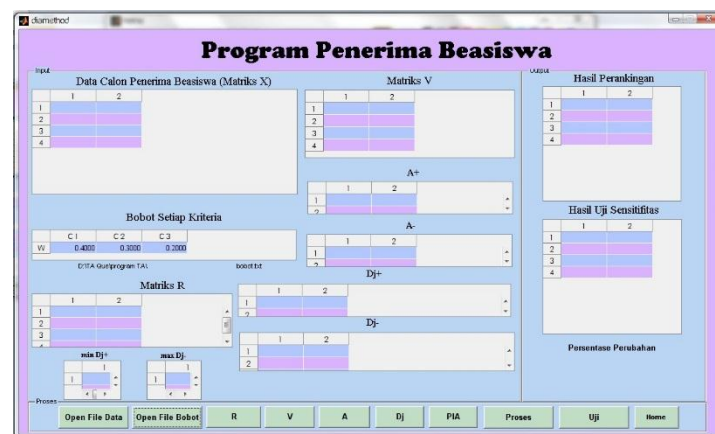 diamethod
Program Penerima Beasiswa
Input
Data Calon Penerima Beasiswa (Matriks X)
1 2
1
2
3
4
Bobot Setiap Kriteria
C 1 C 2 C 3
W 0.4000 0.3000 0.2000
bobot.txt
Matriks R
1 2
1
2
3
min Dj+
1
1
max Dj-
1
1
Matriks V
1 2
1
2
3
4
A+
1 2
1
2
A-
1 2
1
2
Dj+
1 2
1
2
Dj-
1 2
1
2
Output
Hasil Perankingan
1 2
1
2
3
4
Hasil Uji Sensitifitas
1 2
1
2
3
4
Persentase Perubahan
Proses
Open File Data Open File Bobot R V A Dj PIA Proses Uji Home